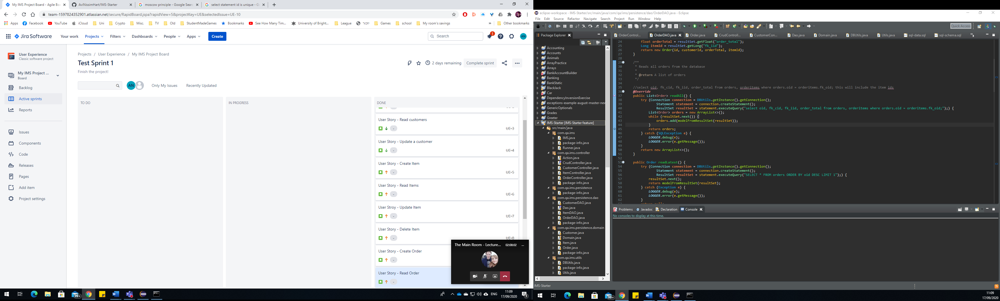 My IMS Project Board - Agile Boa
AviNissimHart/IMS-Starter
moscow principle - Google Searc
select statement id is unique - Go
team-1597824352901.atlassian.net/secure/RapidBoard.jspa?rapidView=5&projectKey=UE&selectedIssue=UE-10
Apps
Facebook
YouTube
iCloud
Uni
Crypto
Misc.
TV
Old
StudentMadeGames
Bookmarks
See How Many Tim...
University of Bright...
League
יזכור
Games
school
My room's savings
»
Other bookmarks
Jira Software
Your work
Projects
Filters
Dashboards
People
Apps
Create
Search
1
AN
User Experience
Classic software project
My IMS Project ...
Board
Backlog
Active sprints
Reports
Issues
Components
Code
Releases
Pages
Add item
Project settings
Projects / User Experience / My IMS Project Board
Test Sprint 1
Finish the project!
2 days remaining
Complete sprint
AN
Only My Issues
Recently Updated
TO DO
IN PROGRESS
DONE
User Story - Read customers
UE-3
User Story - Update a customer
UE-4
User Story - Create Item
UE-5
User Story - Read Items
UE-6
User Stroy - Update Item
UE-7
User Story - Delete Item
UE-8
User Story - Create Order
User Story - Read Order
The Main Room - Lecture...
02:08:02
99+
ENG
11:09
17/09/2020
3
eclipse-workspace - IMS-Starter/src/main/java/com/qa/ims/persistence/dao/OrderDAO.java - Eclipse
File Edit Source Refactor Navigate Search Project Run Window Help
Quick Access
Package Explorer
Accounting
Accounts
Animals
ArrayPractice
Arrays
BankAccountBuilder
Banking
BankStatic
BlackJack
Car
DependencyInversionExercise
exceptions-example-august-master-nev
GenericOptionals
Grades
Greeter
IMS-Starter [IMS-Starter feature]
src/main/java
com.qa.ims
IMS.java
package-info.java
Runner.java
com.qa.ims.controller
Action.java
CrudController.java
CustomerController.java
ItemController.java
OrderController.java
package-info.java
com.qa.ims.persistence
package-info.java
com.qa.ims.persistence.dao
CustomerDAO.java
Dao.java
ItemDAO.java
OrderDAO.java
package-info.java
com.qa.ims.persistence.domain
Customer.java
Domain.java
Item.java
Order.java
package-info.java
com.qa.ims.utils
DBUtils.java
package-info.java
Utils.java
OrderControl...
OrderDAO.java
Order.java
CrudControll...
CustomerCon...
Dao.java
Domain.java
DBUtils.java
Utils.java
sql-data.sql
sql-schema.sql
24 float orderTotal = resultSet.getFloat("order_total");
25 Long itemId = resultSet.getLong("fk_iid");
26 return new Order(id, customerId, orderTotal, itemId);
27 }
28
29 /**
30 * Reads all orders from the database
31 *
32 * @return A list of orders
33 */
34
35 //select oid, fk_cid, fk_iid, order_total from orders, orderitems where orders.oid = orderitems.fk_oid; this will include the item ids
36 @Override
37 public List<Order> readAll() {
38 try (Connection connection = DBUtils.getInstance().getConnection();
39 Statement statement = connection.createStatement();
40 ResultSet resultSet = statement.executeQuery("select oid, fk_cid, fk_iid, order_total from orders, orderitems where orders.oid = orderitems.fk_oid;");) {
41 List<Order> orders = new ArrayList<>();
42 while (resultSet.next()) {
43 orders.add(modelFromResultSet(resultSet));
44 }
45 return orders;
46 } catch (SQLException e) {
47 LOGGER.debug(e);
48 LOGGER.error(e.getMessage());
49 }
50 return new ArrayList<>();
51 }
52
53 public Order readLatest() {
54 try (Connection connection = DBUtils.getInstance().getConnection();
55 Statement statement = connection.createStatement();
56 ResultSet resultSet = statement.executeQuery("SELECT * FROM orders ORDER BY oid DESC LIMIT 1");) {
57 resultSet.next();
58 return modelFromResultSet(resultSet);
59 } catch (Exception e) {
60 LOGGER.debug(e);
61 LOGGER.error(e.getMessage());
62 }
Problems
Javadoc
Declaration
Console
No consoles to display at this time.
IMS-Starter
99+
11:09
17/09/2020